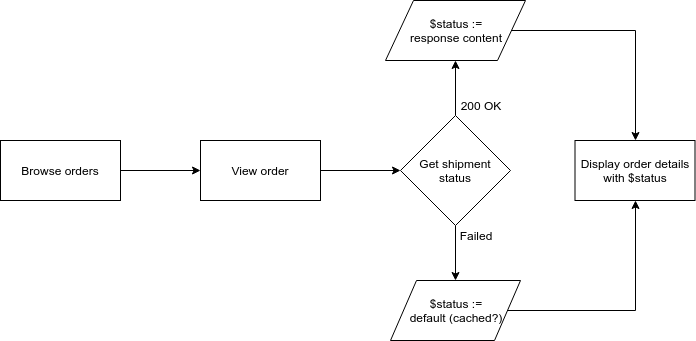 $status :=
response content
200 OK
Browse orders
View order
Get shipment
status
Display order details
with $status
Failed
$status :=
default (cached?)